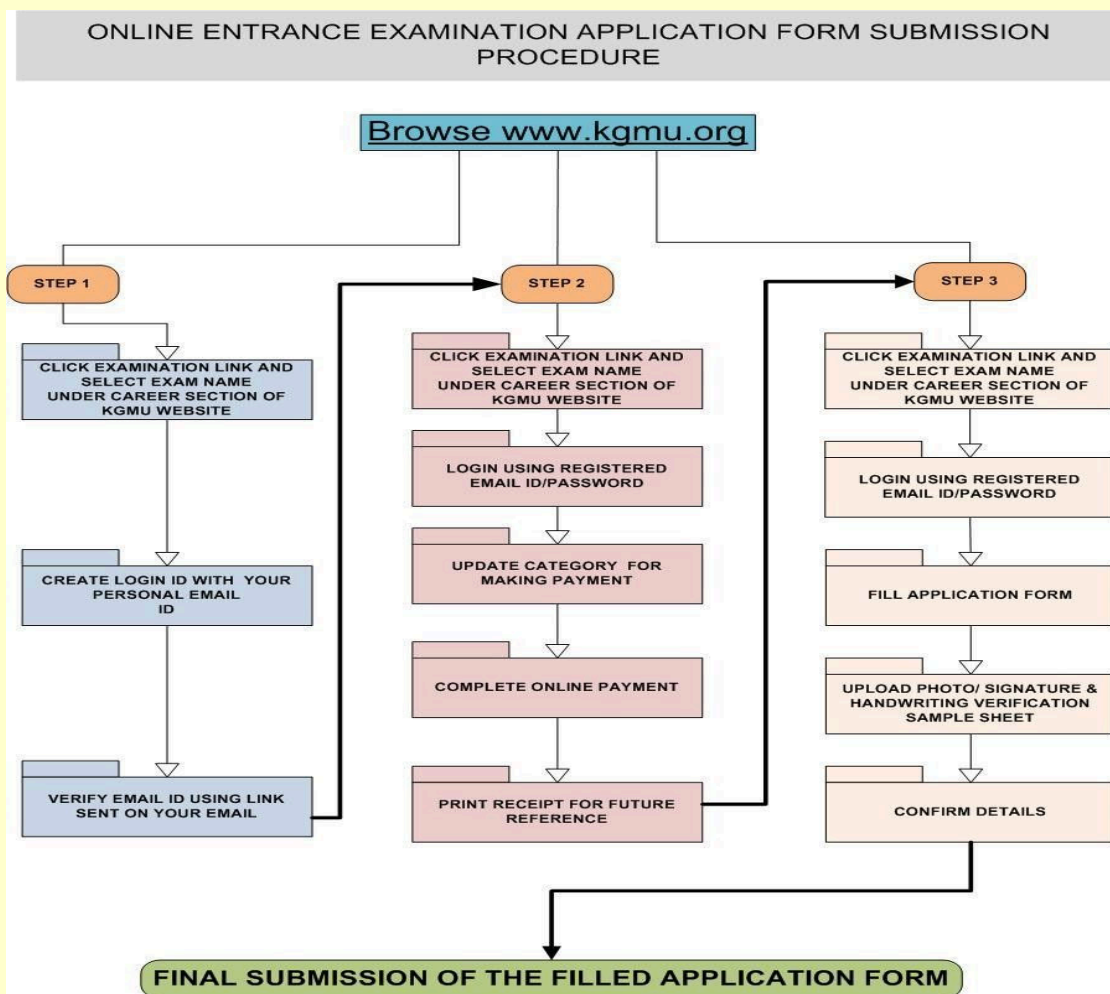 ONLINE ENTRANCE EXAMINATION APPLICATION FORM SUBMISSION
PROCEDURE
Browse www.kgmu.org
STEP 1
CLICK EXAMINATION LINK AND
SELECT EXAM NAME
UNDER CAREER SECTION OF
KGMU WEBSITE
CREATE LOGIN ID WITH YOUR
PERSONAL EMAIL
ID
VERIFY EMAIL ID USING LINK
SENT ON YOUR EMAIL
STEP 2
CLICK EXAMINATION LINK AND
SELECT EXAM NAME
UNDER CAREER SECTION OF
KGMU WEBSITE
LOGIN USING REGISTERED
EMAIL ID/PASSWORD
UPDATE CATEGORY FOR
MAKING PAYMENT
COMPLETE ONLINE PAYMENT
PRINT RECEIPT FOR FUTURE
REFERENCE
STEP 3
CLICK EXAMINATION LINK AND
SELECT EXAM NAME
UNDER CAREER SECTION OF
KGMU WEBSITE
LOGIN USING REGISTERED
EMAIL ID/PASSWORD
FILL APPLICATION FORM
UPLOAD PHOTO/ SIGNATURE &
HANDWRITING VERIFICATION
SAMPLE SHEET
CONFIRM DETAILS
FINAL SUBMISSION OF THE FILLED APPLICATION FORM